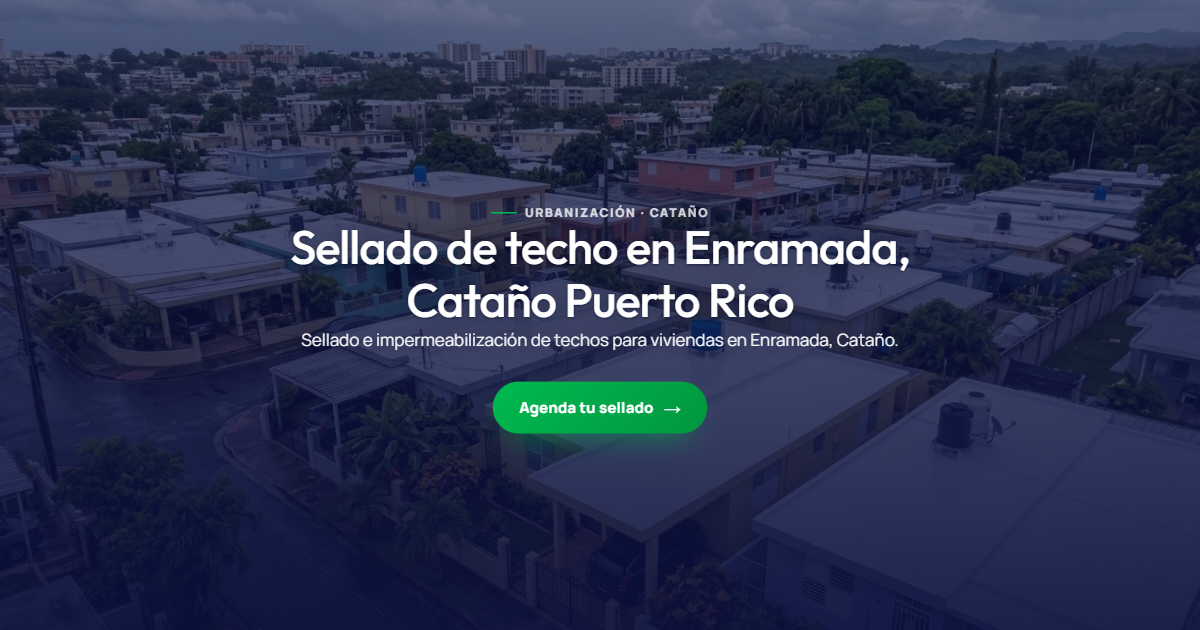 URBANIZACIÓN · CATAÑO
Sellado de techo en Enramada,
Cataño Puerto Rico
Sellado e impermeabilización de techos para viviendas en Enramada, Cataño.
Agenda tu sellado →